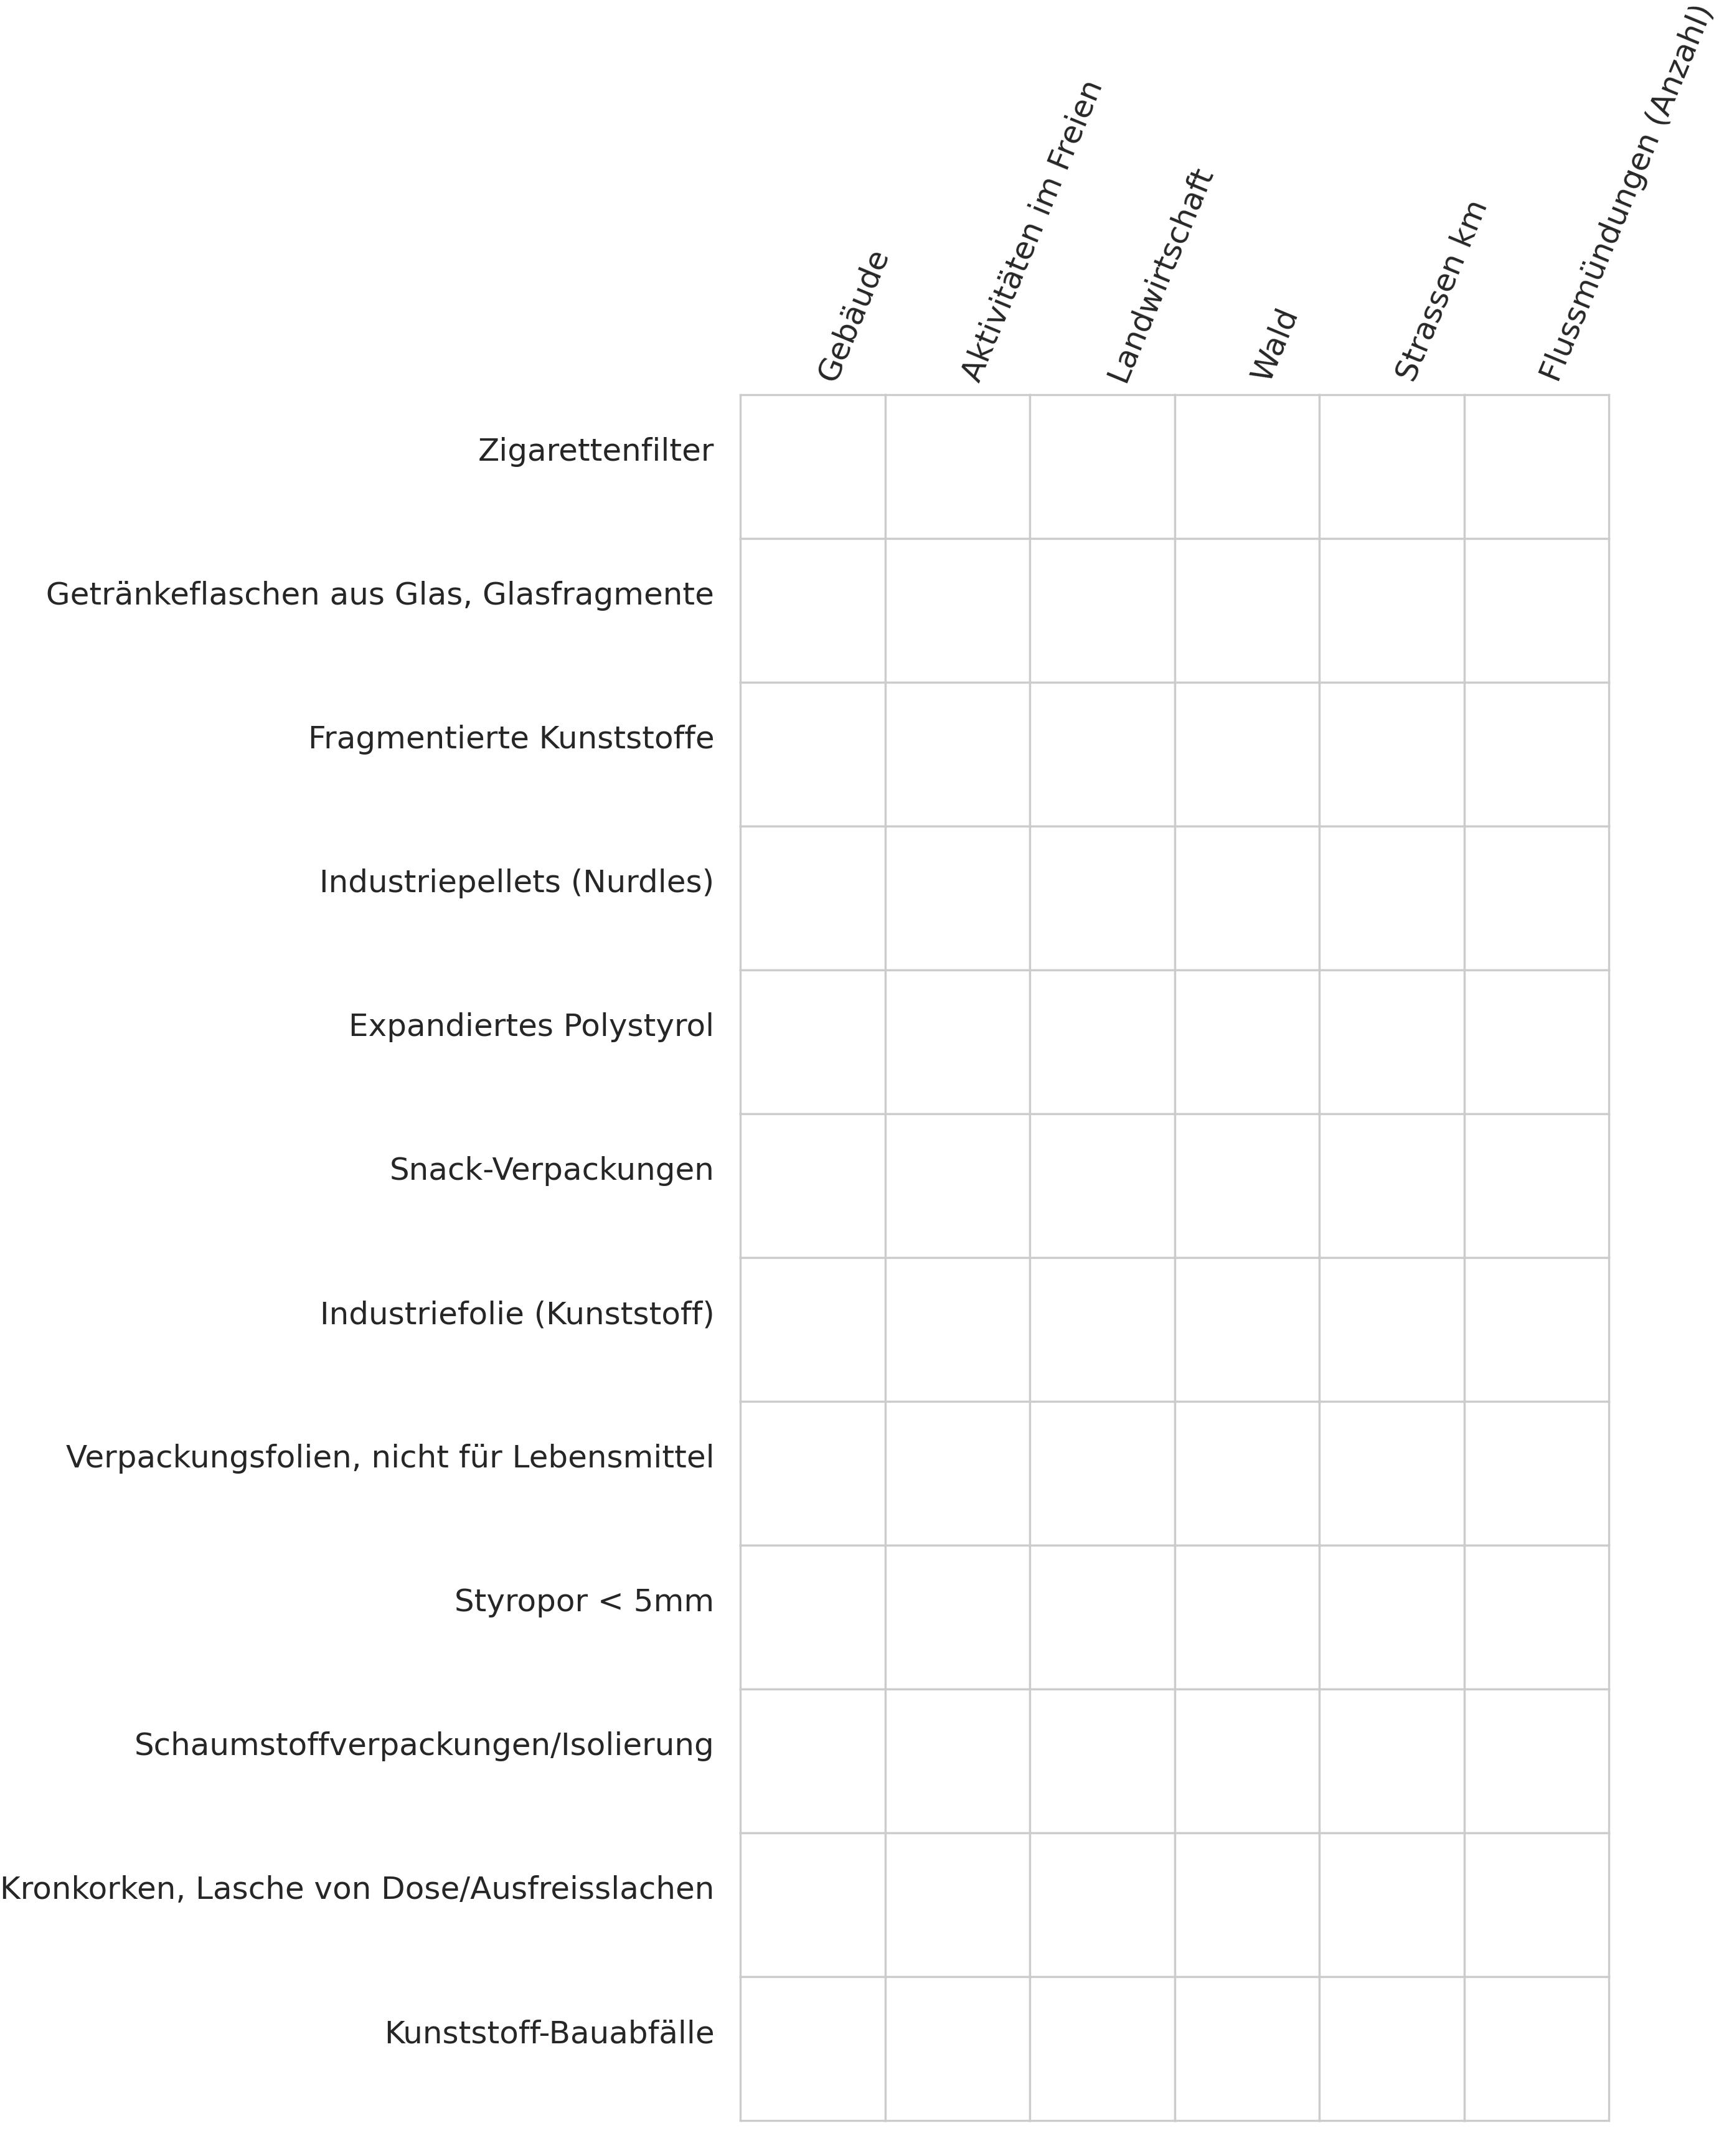 Gebäude
Aktivitäten im Freien
Landwirtschaft
Wald
Strassen km
Flussmündungen (Anzahl)
Zigarettenfilter
Getränkeflaschen aus Glas, Glasfragmente
Fragmentierte Kunststoffe
Industriepellets (Nurdles)
Expandiertes Polystyrol
Snack-Verpackungen
Industriefolie (Kunststoff)
Verpackungsfolien, nicht für Lebensmittel
Styropor < 5mm
Schaumstoffverpackungen/Isolierung
Kronkorken, Lasche von Dose/Ausfreisslachen
Kunststoff-Bauabfälle